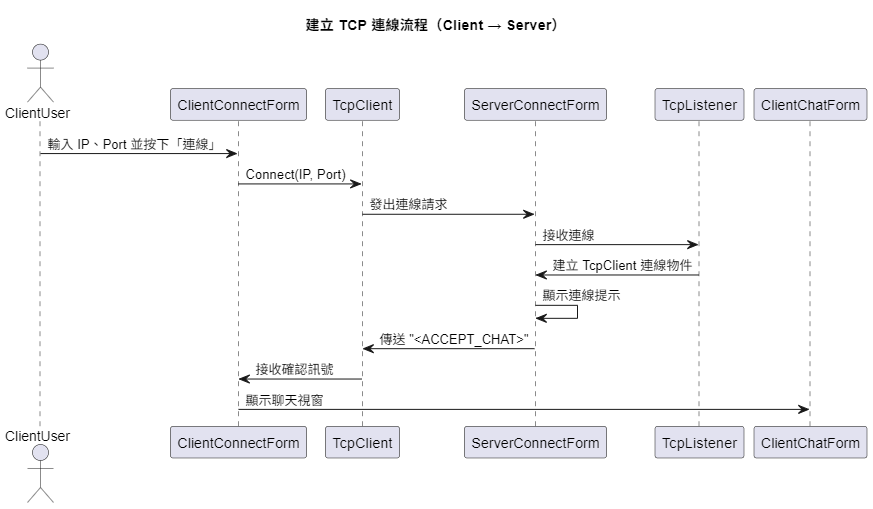 建立 TCP 連線流程（Client → Server）
ClientUser
ClientConnectForm
TcpClient
ServerConnectForm
TcpListener
ClientChatForm
輸入 IP、Port 並按下「連線」
Connect(IP, Port)
發出連線請求
接收連線
建立 TcpClient 連線物件
顯示連線提示
傳送 "<ACCEPT_CHAT>"
接收確認訊號
顯示聊天視窗
ClientUser
ClientConnectForm
TcpClient
ServerConnectForm
TcpListener
ClientChatForm